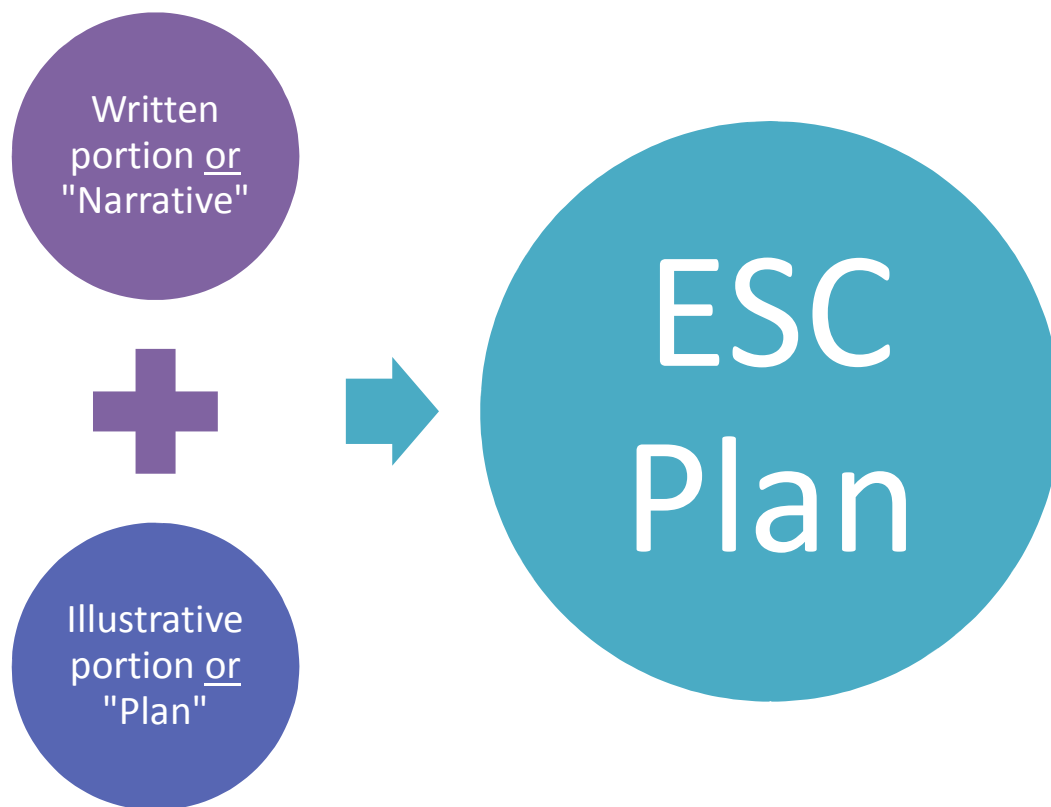 Written
portion or
"Narrative"
Illustrative
portion or
"Plan"
ESC
Plan